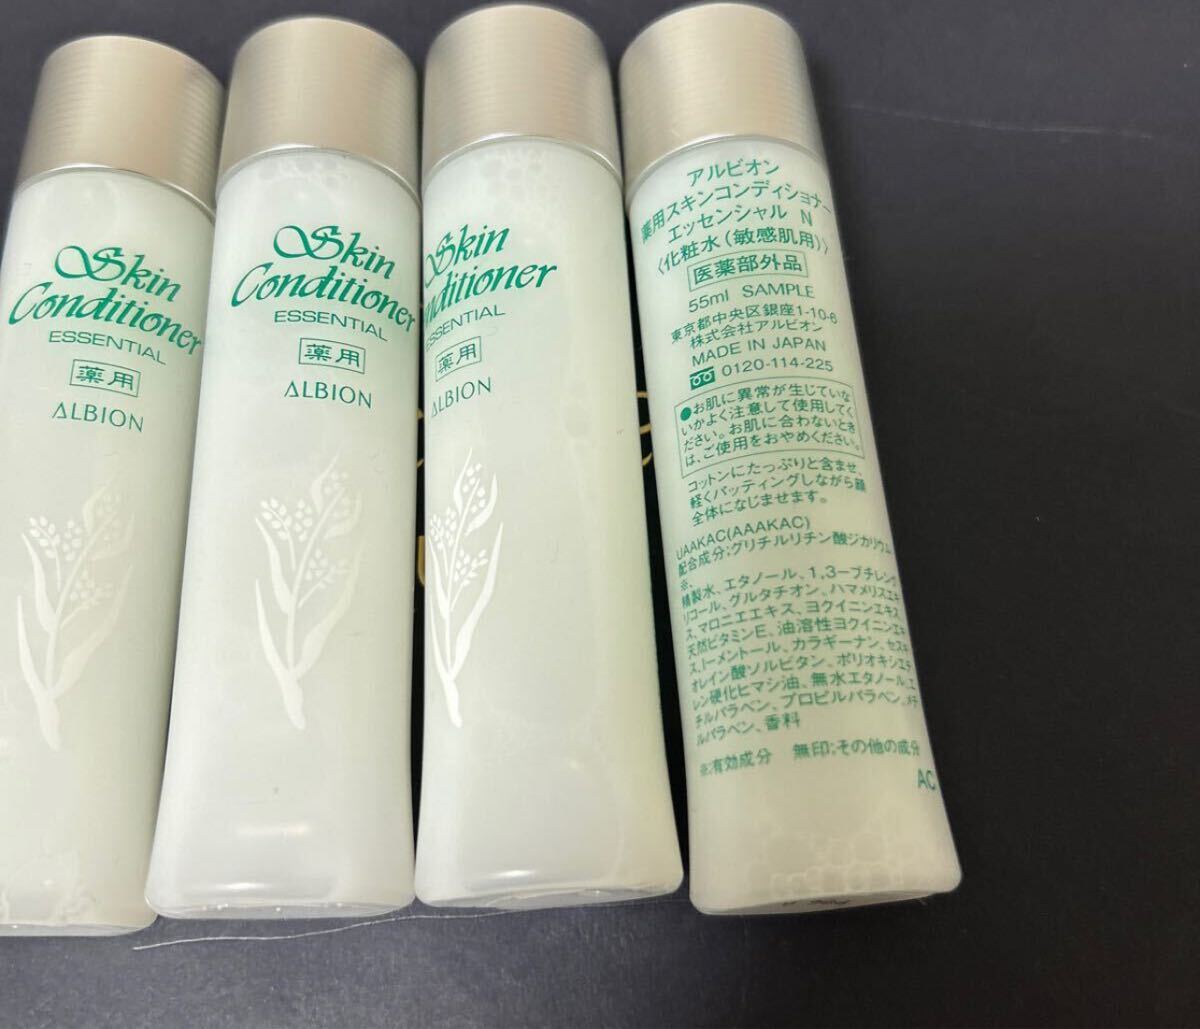 Skin
Conditioner
ESSENTIAL
薬用
ALBION
Skin
Conditioner
ESSENTIAL
薬用
ALBION
Skin
nditioner
ESSENTIAL
薬用
ALBION
アルビオン
薬用スキンコンディショナー
エッセンシャル N
〈化粧水(敏感肌用)〉
医薬部外品
55ml SAMPLE
東京都中央区銀座1-10-6
株式会社アルビオン
MADE IN JAPAN
0120-114-225
●お肌に異常が生じていな
いかよく注意して使用してく
ださい。お肌に合わないとき
は、ご使用をおやめください。
コットンにたっぷりと含ませ、
軽くパッティングしながら顔
全体になじませます。
UAAKAC(AAAKAC)
配合成分:グリチルリチン酸ジカリウム
※、
精製水、エタノール、1,3ーブチレング
リコール、グルタチオン、ハマメリスエキ
ス、マロニエエキス、ヨクイニンエキス、
天然ビタミンE、油溶性ヨクイニンエキ
ス、トーメントール、カラギーナン、セスキ
オレイン酸ソルビタン、ポリオキシエチ
レン硬化ヒマシ油、無水エタノール、エ
チルパラベン、プロピルパラベン、メチ
ルパラベン、香料
※:有効成分 無印:その他の成分
AC